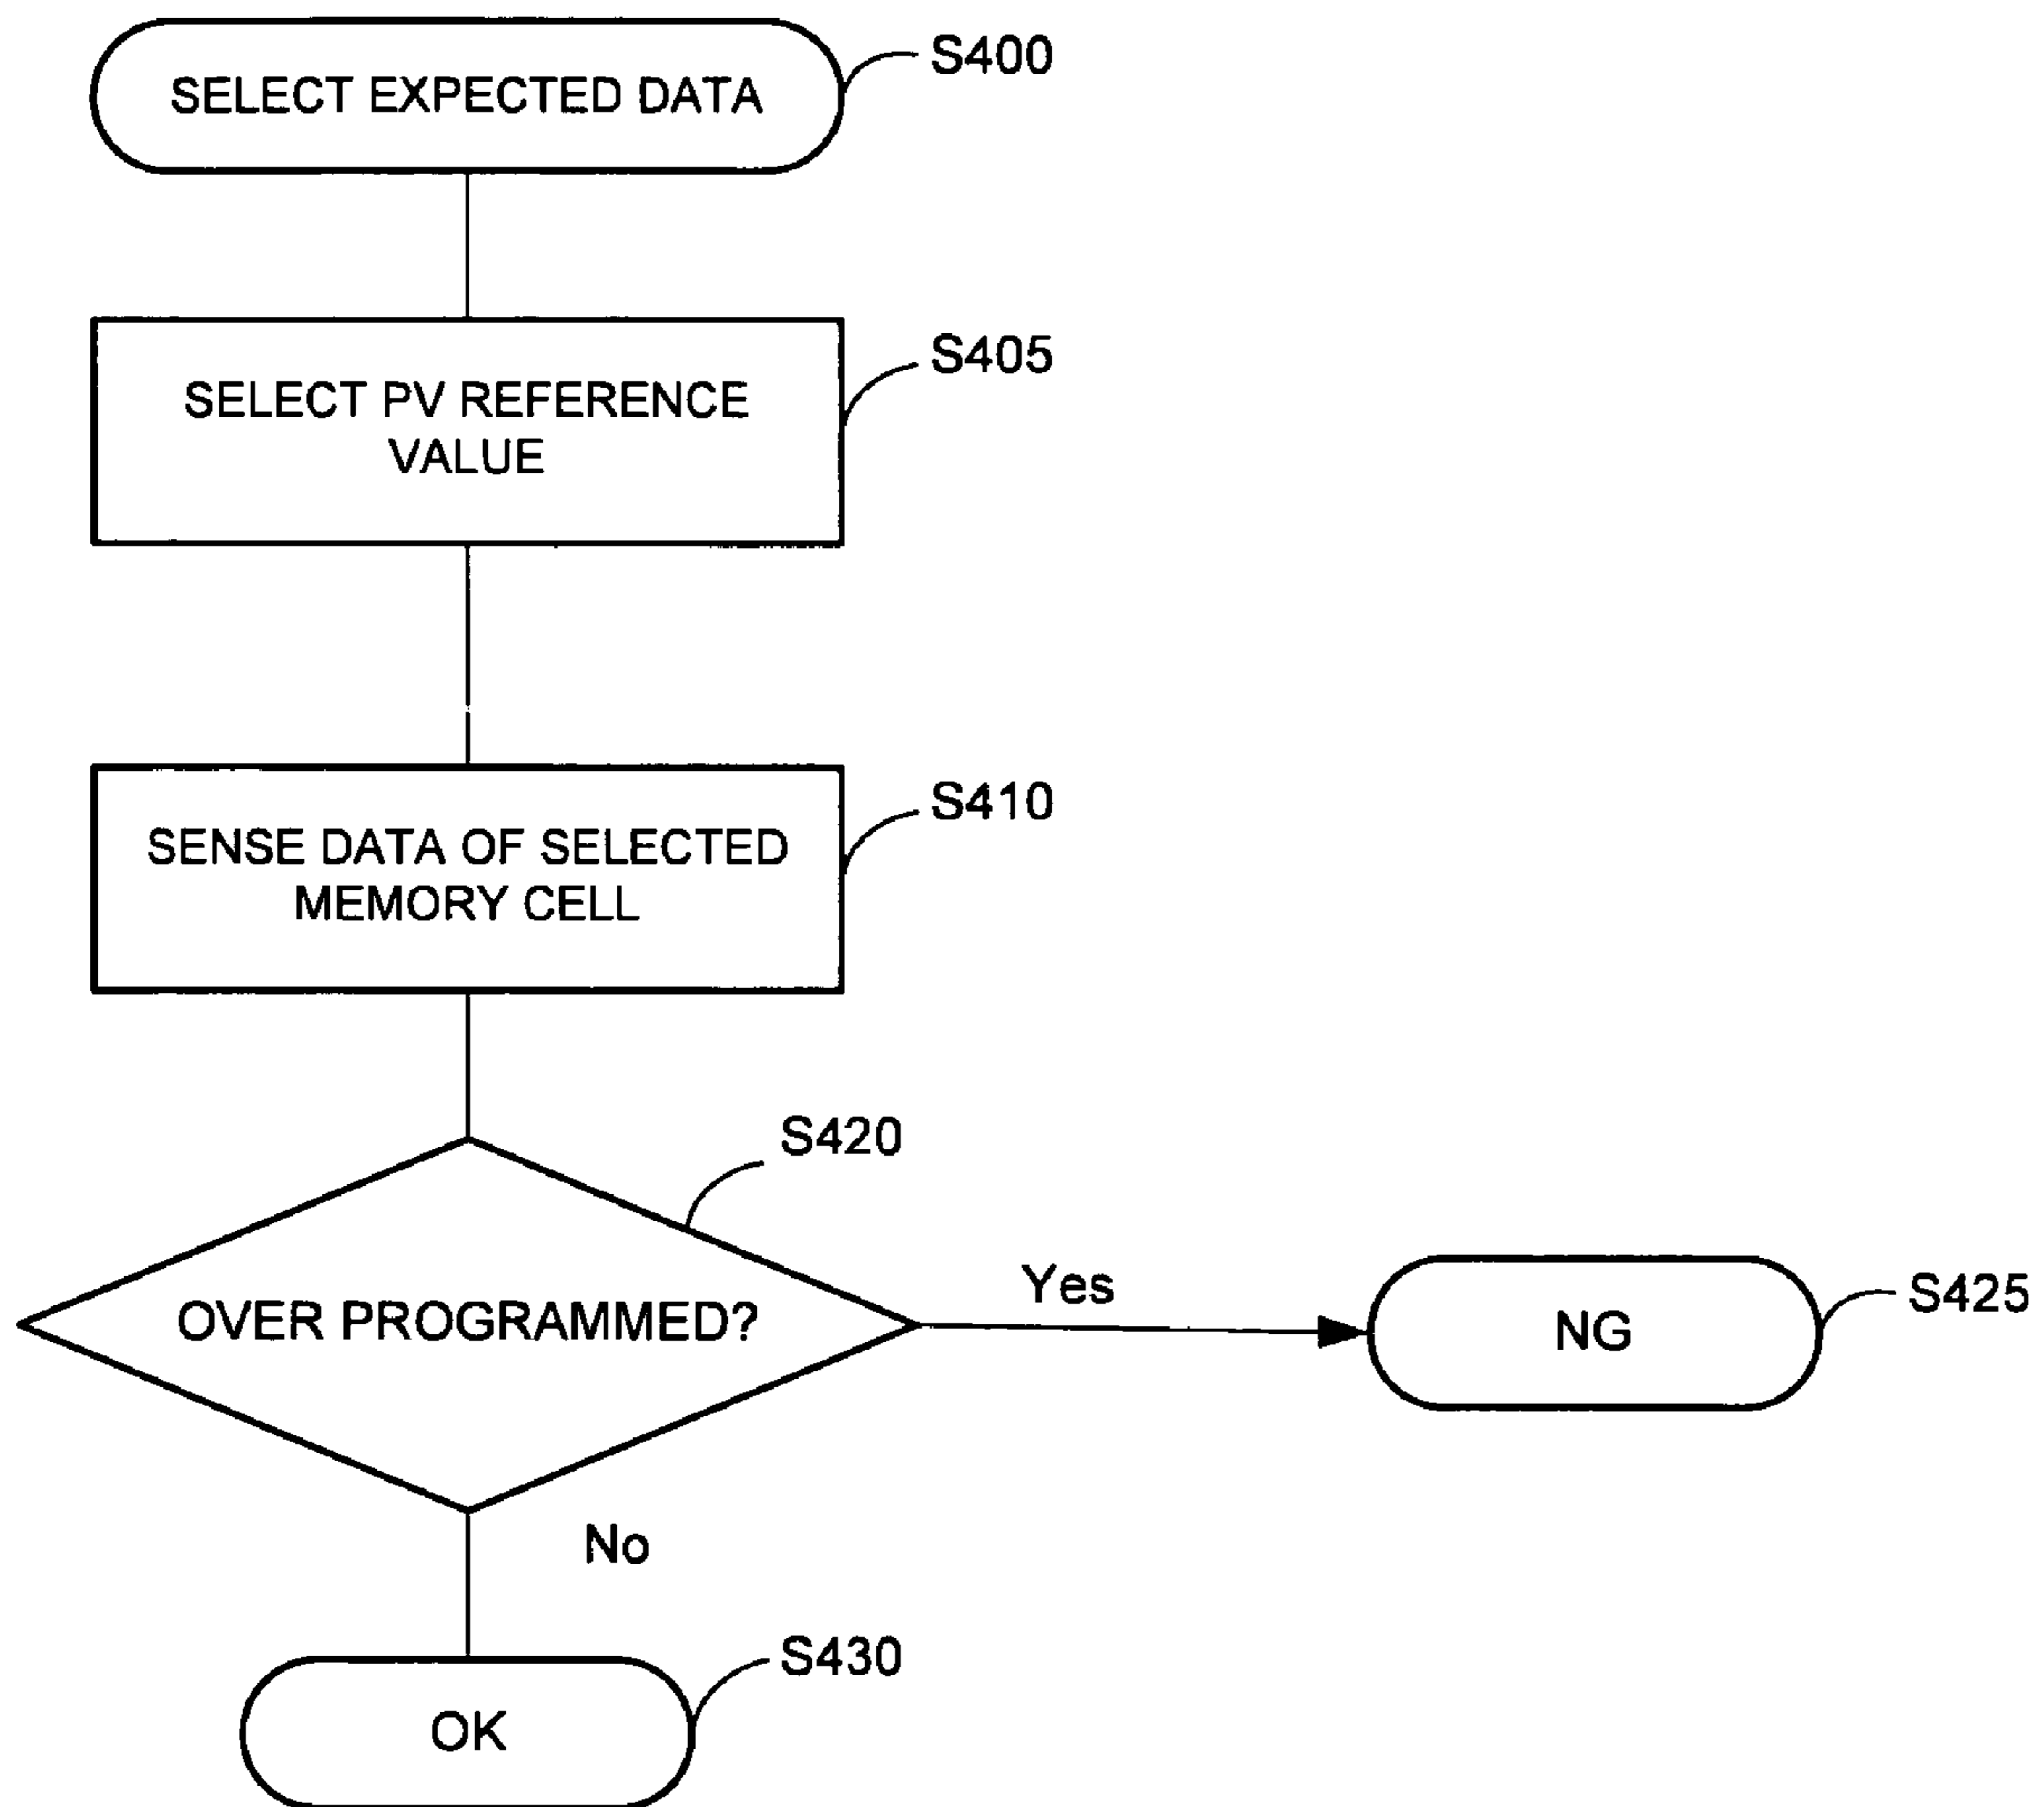 SELECT EXPECTED DATA
S400
SELECT PV REFERENCE
VALUE
S405
SENSE DATA OF SELECTED
MEMORY CELL
S410
OVER PROGRAMMED?
S420
Yes
NG
S425
No
OK
S430